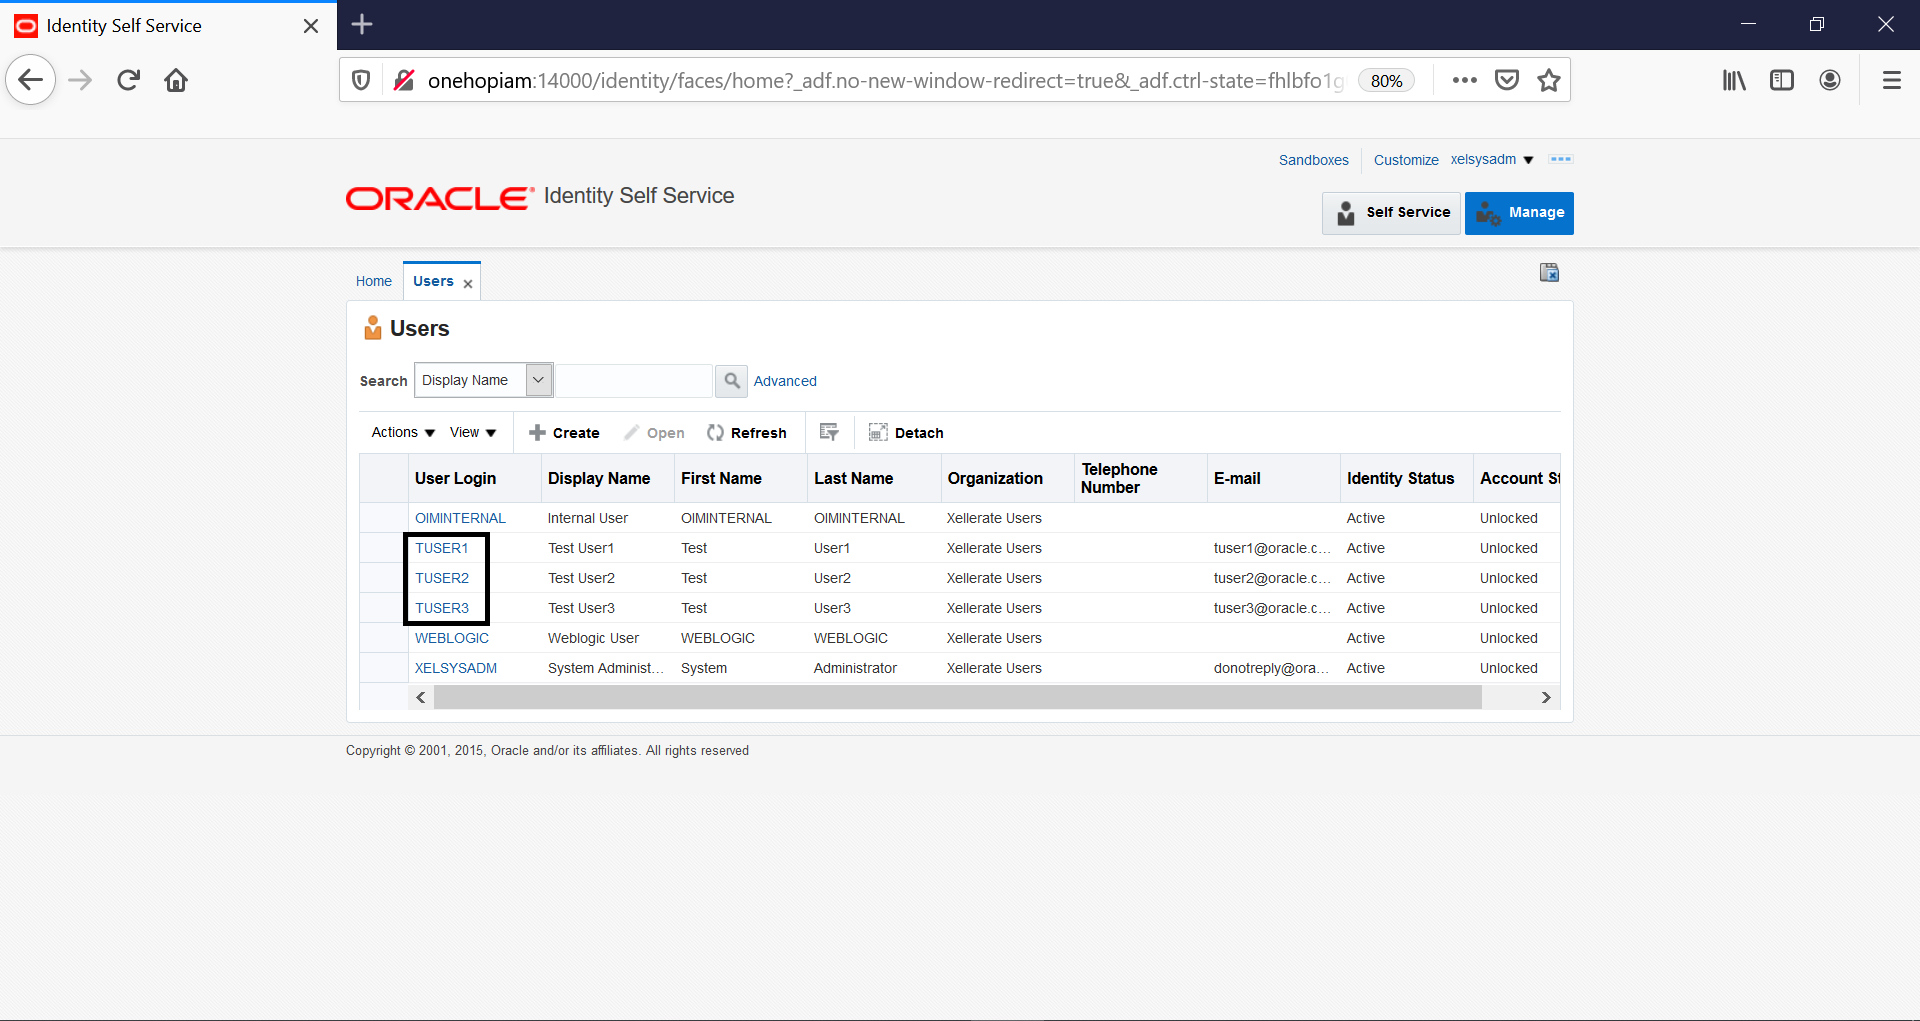 Identity Self Service
onehopiam:14000/identity/faces/home?_adf.no-new-window-redirect=true&_adf.ctrl-state=fhlbfo1g 80%
Sandboxes Customize xelsysadm
ORACLE Identity Self Service
Self Service Manage
Home Users
Users
Search Display Name Advanced
Actions View Create Open Refresh Detach
User Login Display Name First Name Last Name Organization Telephone Number E-mail Identity Status Account St
OIMINTERNAL Internal User OIMINTERNAL OIMINTERNAL Xellerate Users Active Unlocked
TUSER1 Test User1 Test User1 Xellerate Users tuser1@oracle.c... Active Unlocked
TUSER2 Test User2 Test User2 Xellerate Users tuser2@oracle.c... Active Unlocked
TUSER3 Test User3 Test User3 Xellerate Users tuser3@oracle.c... Active Unlocked
WEBLOGIC Weblogic User WEBLOGIC WEBLOGIC Xellerate Users Active Unlocked
XELSYSADM System Administ... System Administrator Xellerate Users donotreply@ora... Active Unlocked
Copyright © 2001, 2015, Oracle and/or its affiliates. All rights reserved